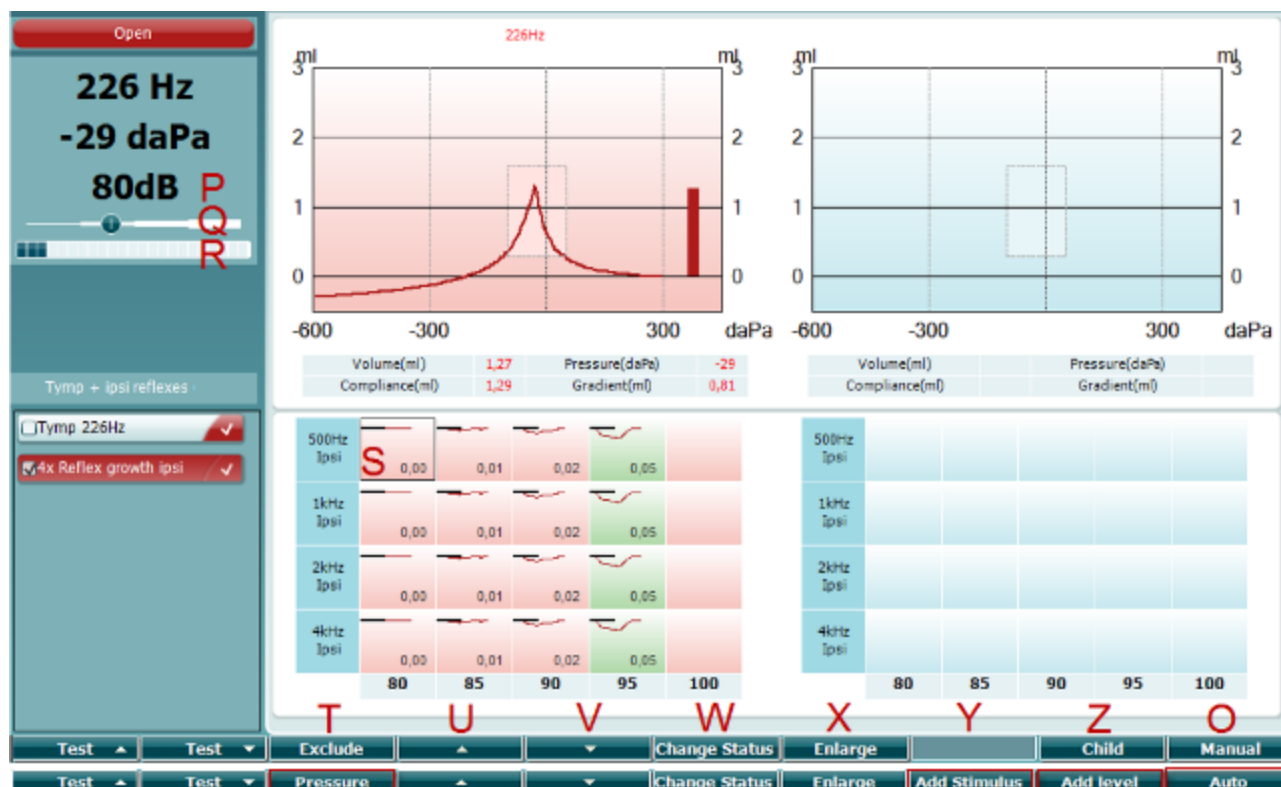 Open
226 Hz
-29 daPa
80dB P
Q
R
Tymp + ipsi reflexes
Tymp 226Hz
4x Reflex growth ipsi
226Hz
ml ml
3 3
2 2
1 1
0 0
-600 -300 300 daPa
Volume(ml) 1,27 Pressure(daPa) -29
Compliance(ml) 1,29 Gradient(ml) 0,81
ml ml
3 3
2 2
1 1
0 0
-600 -300 300 daPa
Volume(ml) Pressure(daPa)
Compliance(ml) Gradient(ml)
500Hz
Ipsi S 0,00 0,01 0,02 0,05
1kHz
Ipsi 0,00 0,01 0,02 0,05
2kHz
Ipsi 0,00 0,01 0,02 0,05
4kHz
Ipsi 0,00 0,01 0,02 0,05
80 85 90 95 100
500Hz
Ipsi
1kHz
Ipsi
2kHz
Ipsi
4kHz
Ipsi
80 85 90 95 100
T U V W X Y Z O
Test Test Exclude Change Status Enlarge Child Manual
Test Test Pressure Change Status Enlarge Add Stimulus Add level Auto